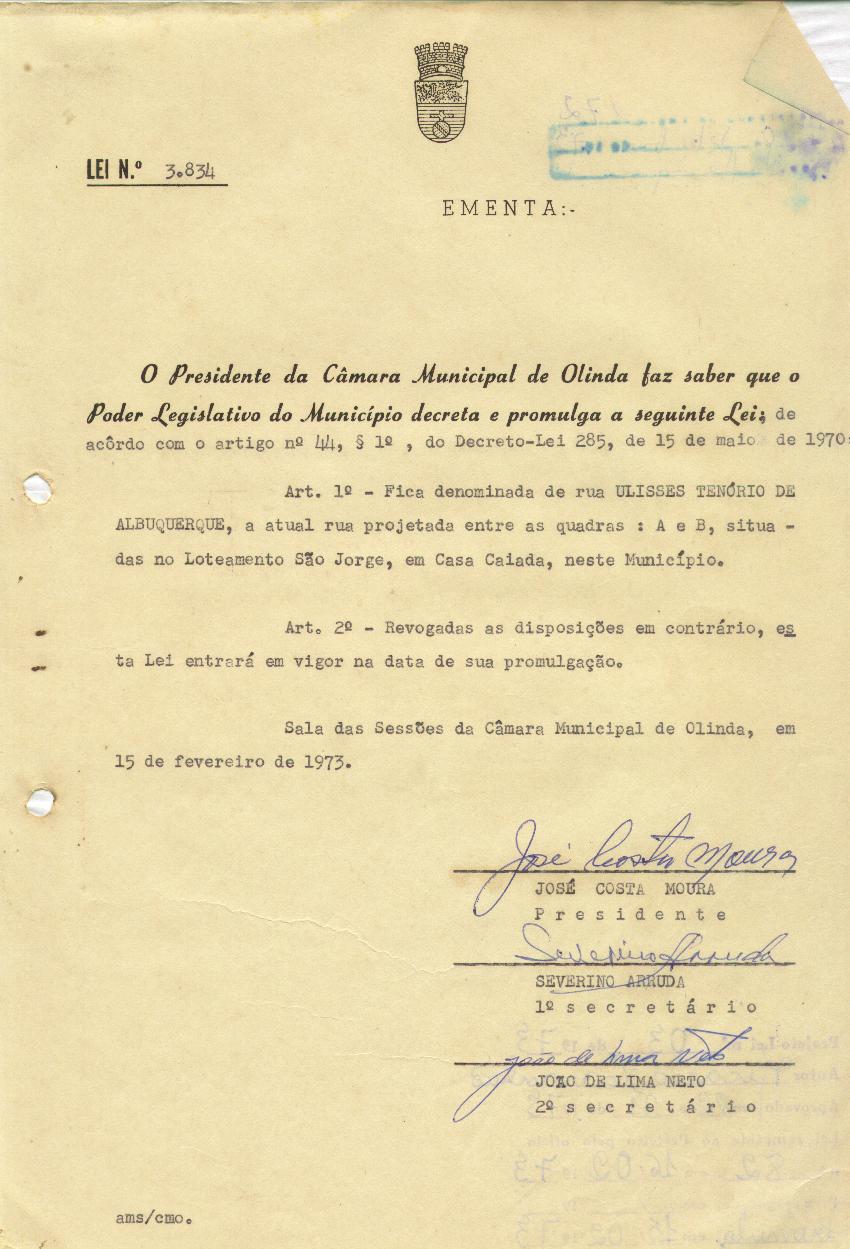 LEI N.º 3.834
EMENTA:-
O Presidente da Câmara Municipal de Olinda faz saber que o
Poder Legislativo do Município decreta e promulga a seguinte Lei; de
acôrdo com o artigo nº 44, § 1º , do Decreto-Lei 285, de 15 de maio de 1970:
Art. 1º - Fica denominada de rua ULISSES TENÓRIO DE
ALBUQUERQUE, a atual rua projetada entre as quadras : A e B, situa -
das no Loteamento São Jorge, em Casa Caiada, neste Município.
Art. 2º - Revogadas as disposições em contrário, es
ta Lei entrará em vigor na data de sua promulgação.
Sala das Sessões da Câmara Municipal de Olinda, em
15 de fevereiro de 1973.
José Costa Moura
JOSÉ COSTA MOURA
Presidente
Severino Arruda
SEVERINO ARRUDA
1º secretário
João de Lima Neto
JOÃO DE LIMA NETO
2º secretário
ams/cmo.